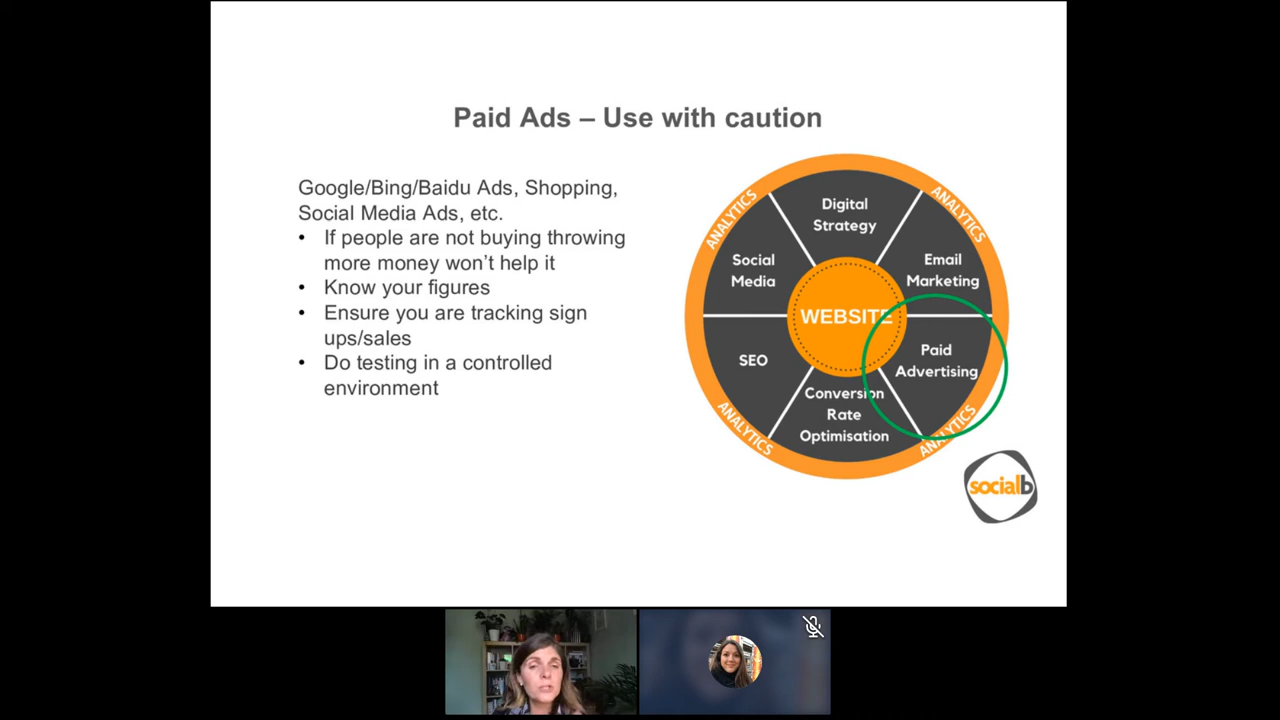 Paid Ads – Use with caution
Google/Bing/Baidu Ads, Shopping,
Social Media Ads, etc.
• If people are not buying throwing
more money won’t help it
• Know your figures
• Ensure you are tracking sign
ups/sales
• Do testing in a controlled
environment
ANALYTICS
ANALYTICS
Digital
Strategy
Social
Media
Email
Marketing
WEBSITE
SEO
Paid
Advertising
Conversion
Rate
Optimisation
ANALYTICS
ANALYTICS
socialb